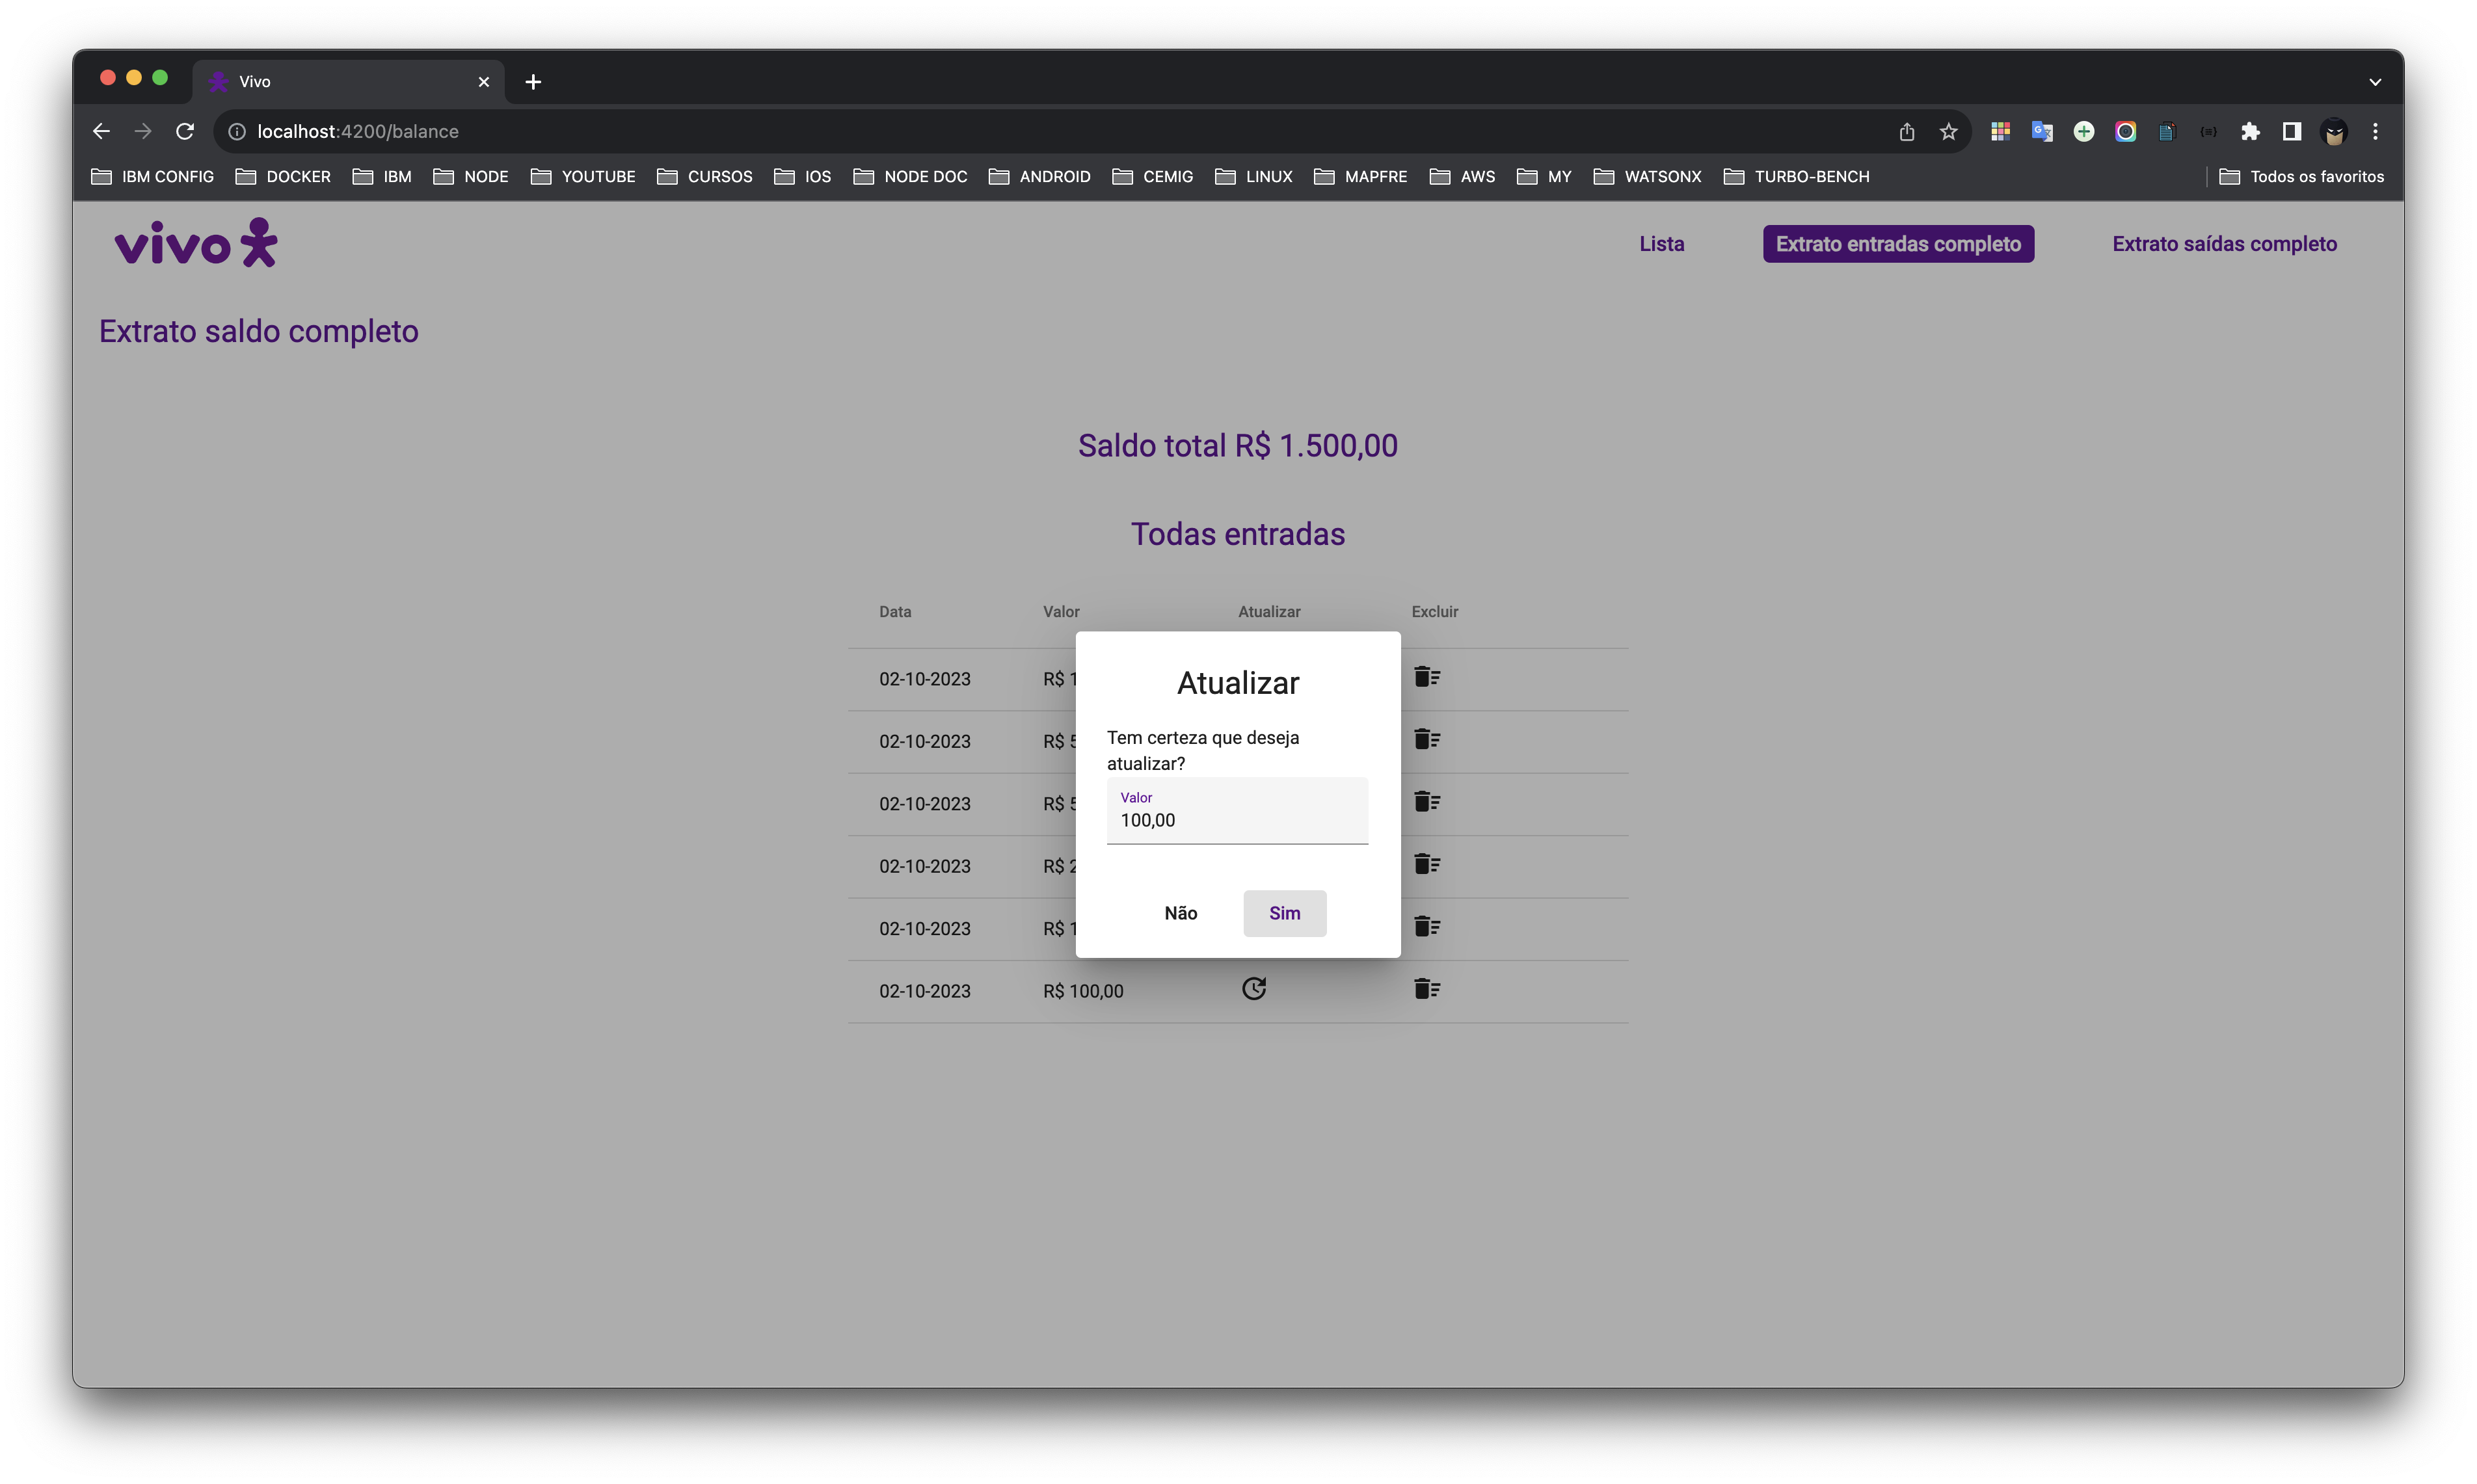 Vivo
localhost:4200/balance
IBM CONFIG DOCKER IBM NODE YOUTUBE CURSOS IOS NODE DOC ANDROID CEMIG LINUX MAPFRE AWS MY WATSONX TURBO-BENCH Todos os favoritos
vivo Lista Extrato entradas completo Extrato saídas completo
Extrato saldo completo
Saldo total R$ 1.500,00
Todas entradas
Data Valor Atualizar Excluir
02-10-2023 R$ 1
02-10-2023 R$ 5
02-10-2023 R$ 5
02-10-2023 R$ 2
02-10-2023 R$ 1
02-10-2023 R$ 100,00
Atualizar
Tem certeza que deseja
atualizar?
Valor
100,00
Não Sim